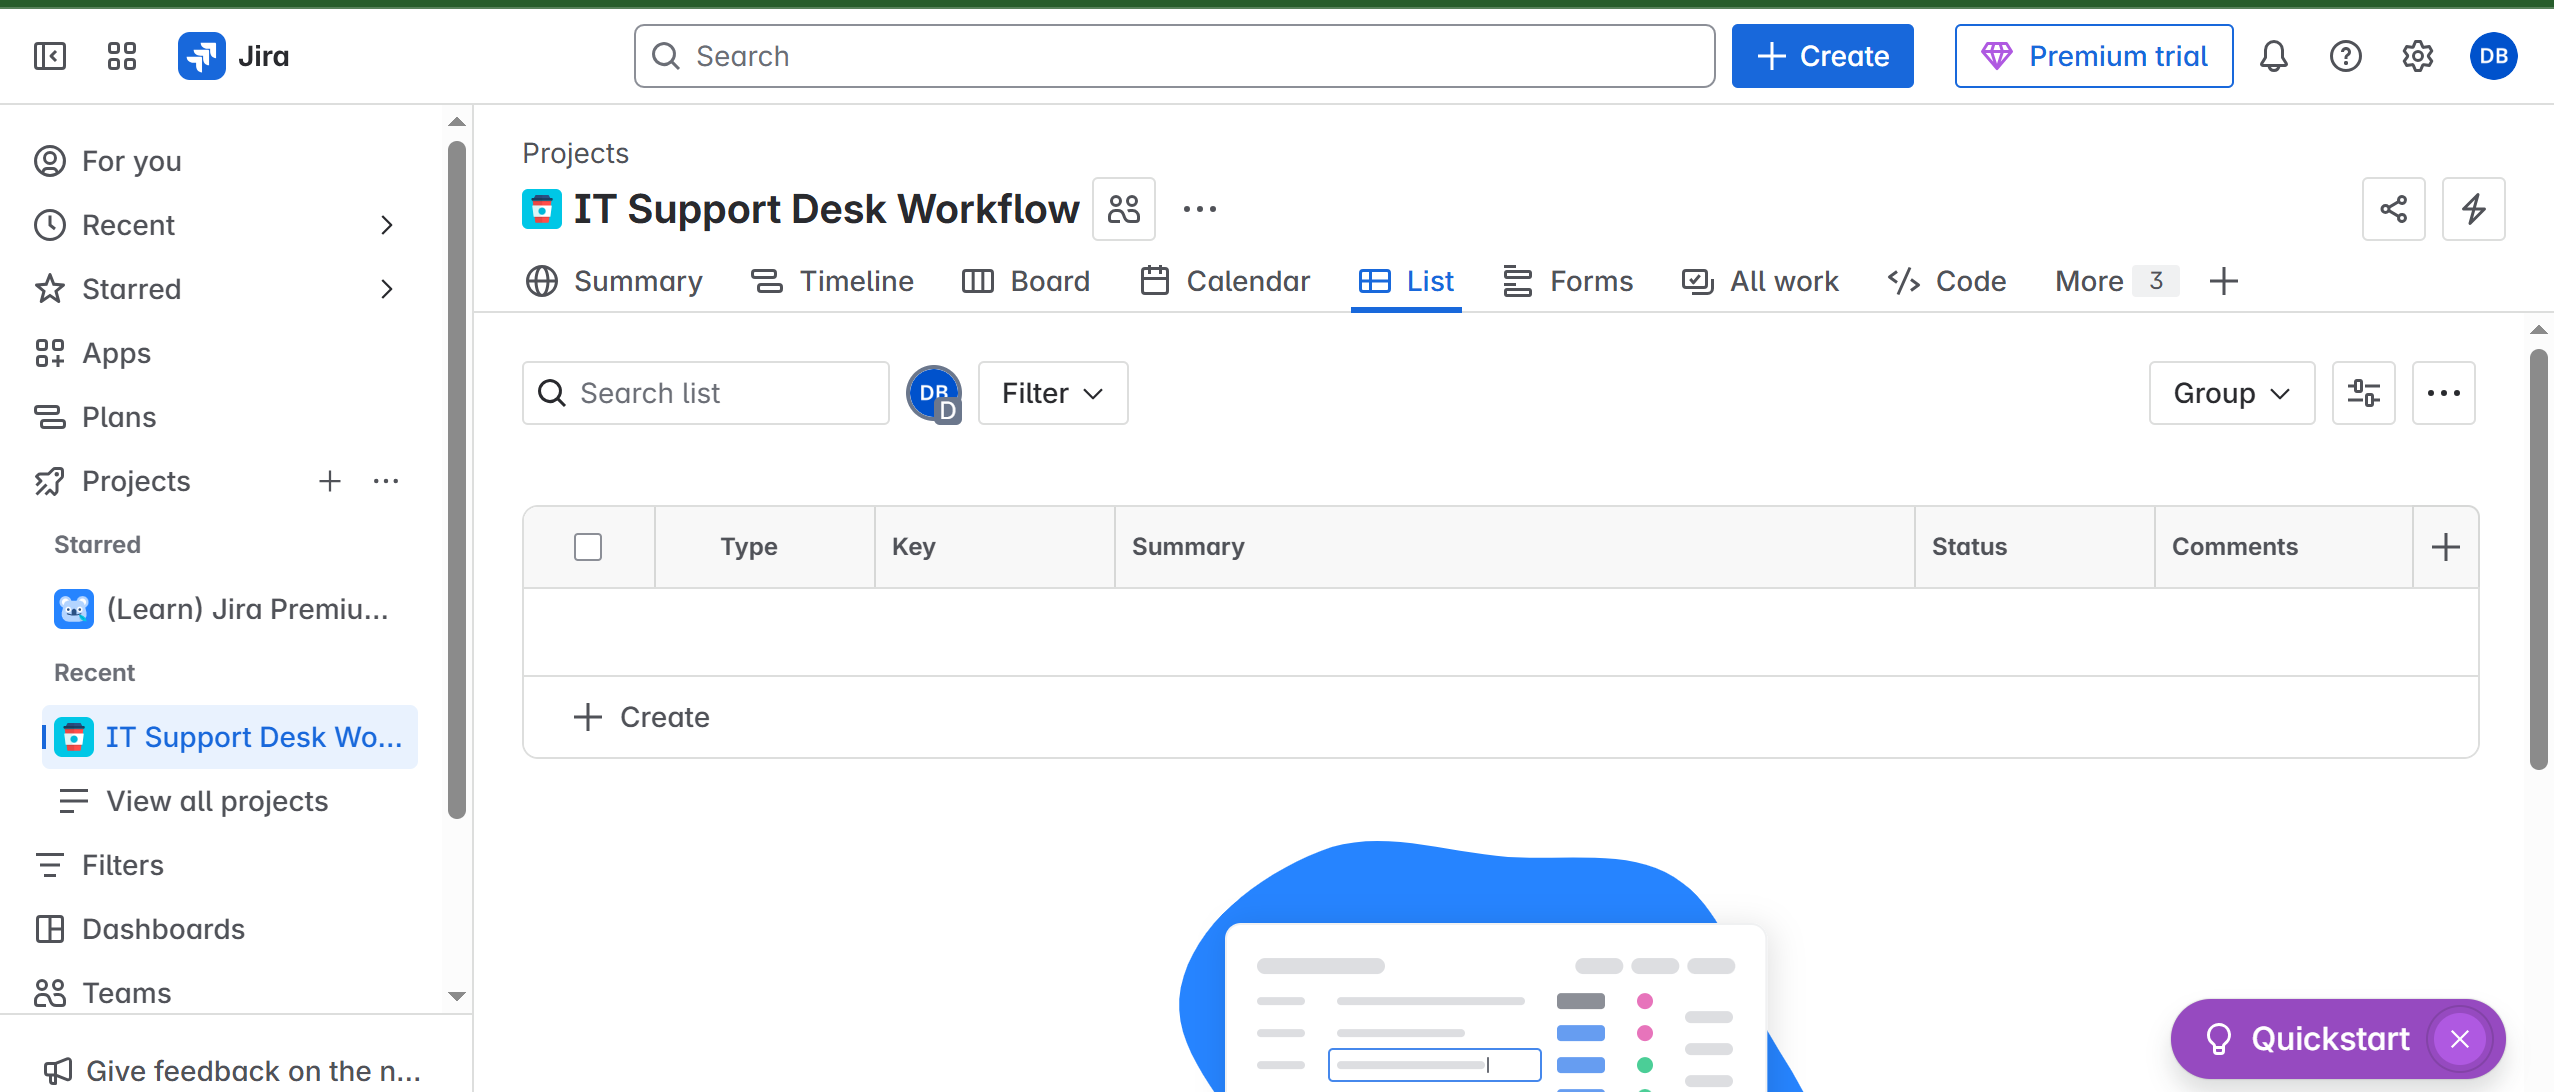 Jira
Search
Create
Premium trial
DB
For you
Recent
Starred
Apps
Plans
Projects
Starred
(Learn) Jira Premiu...
Recent
IT Support Desk Wo...
View all projects
Filters
Dashboards
Teams
Give feedback on the n...
Projects
IT Support Desk Workflow
Summary Timeline Board Calendar List Forms All work Code More 3
Search list
DB
D
Filter
Group
Type Key Summary Status Comments
Create
Quickstart